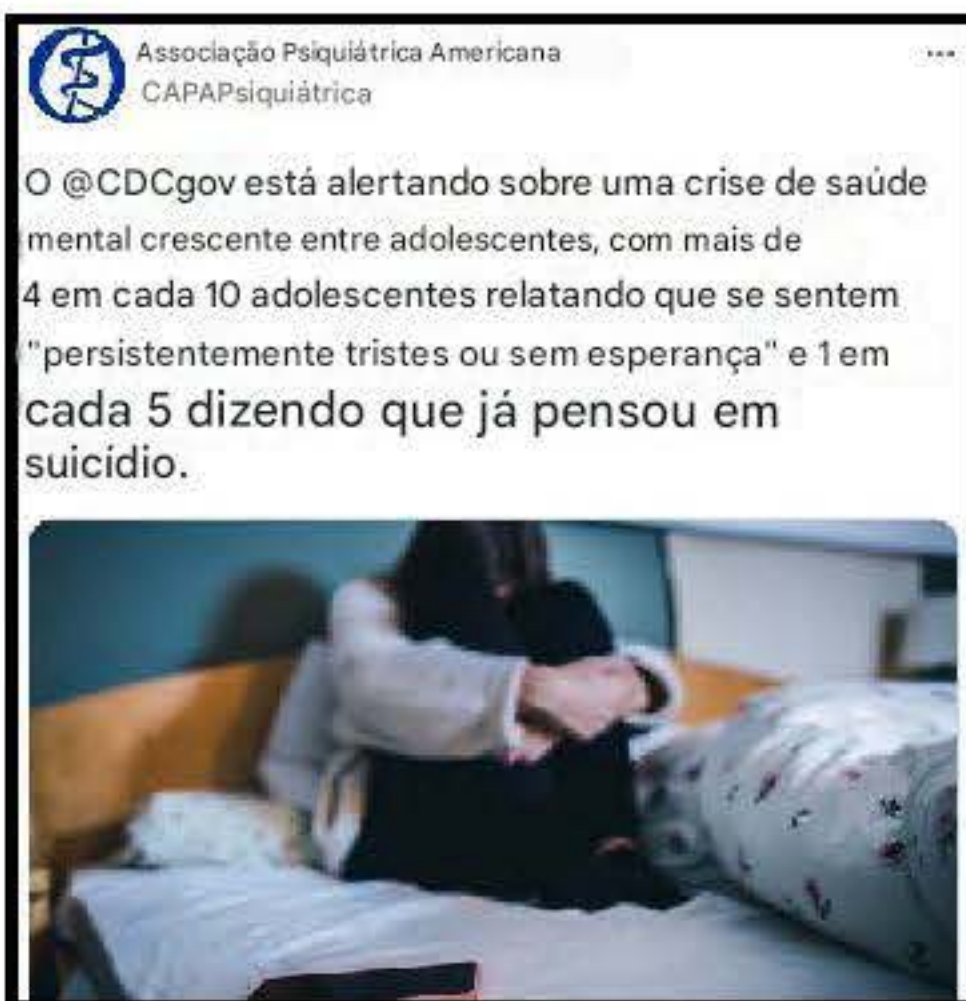 Associação Psiquiátrica Americana
CAPAPsiquiátrica
O @CDCgov está alertando sobre uma crise de saúde
mental crescente entre adolescentes, com mais de
4 em cada 10 adolescentes relatando que se sentem
"persistentemente tristes ou sem esperança" e 1 em
cada 5 dizendo que já pensou em
suicídio.